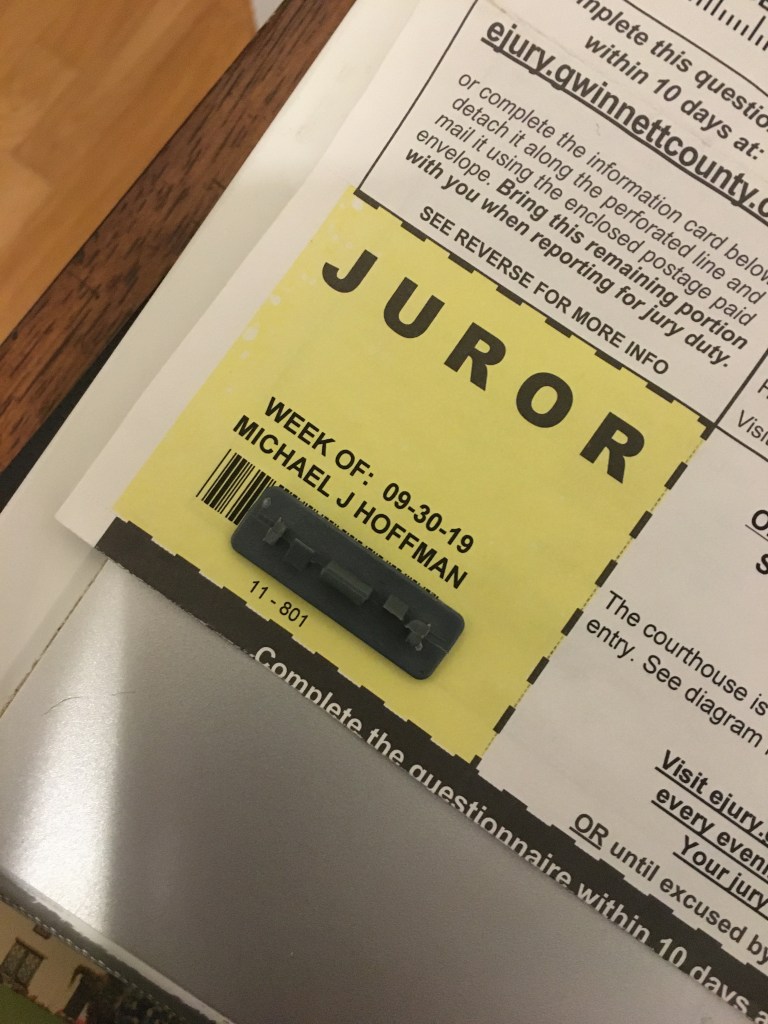 mplete this questio
within 10 days at:
ejury.gwinnettcounty.c
or complete the information card below
detach it along the perforated line and
mail it using the enclosed postage paid
envelope. Bring this remaining portion
with you when reporting for jury duty.
SEE REVERSE FOR MORE INFO
JUROR
WEEK OF: 09-30-19
MICHAEL J HOFFMAN
11 - 801
Visi
The courthouse is
entry. See diagram
Visit ejury.
every eveni
Your jury
OR until excused by
Complete the questionnaire within 10 days a